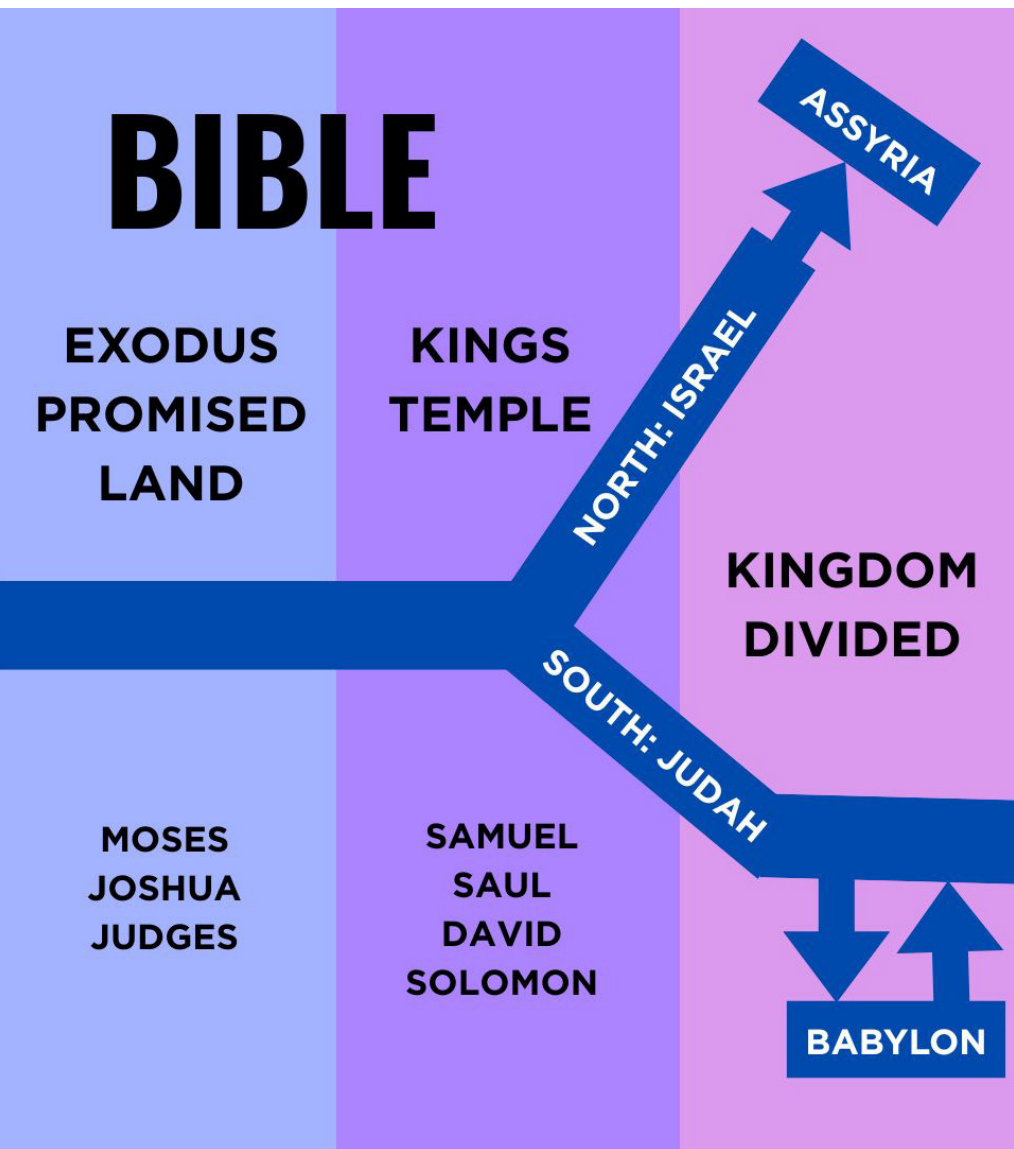 BIBLE
EXODUS
PROMISED
LAND
KINGS
TEMPLE
ASSYRIA
NORTH: ISRAEL
KINGDOM
DIVIDED
SOUTH: JUDAH
MOSES
JOSHUA
JUDGES
SAMUEL
SAUL
DAVID
SOLOMON
BABYLON